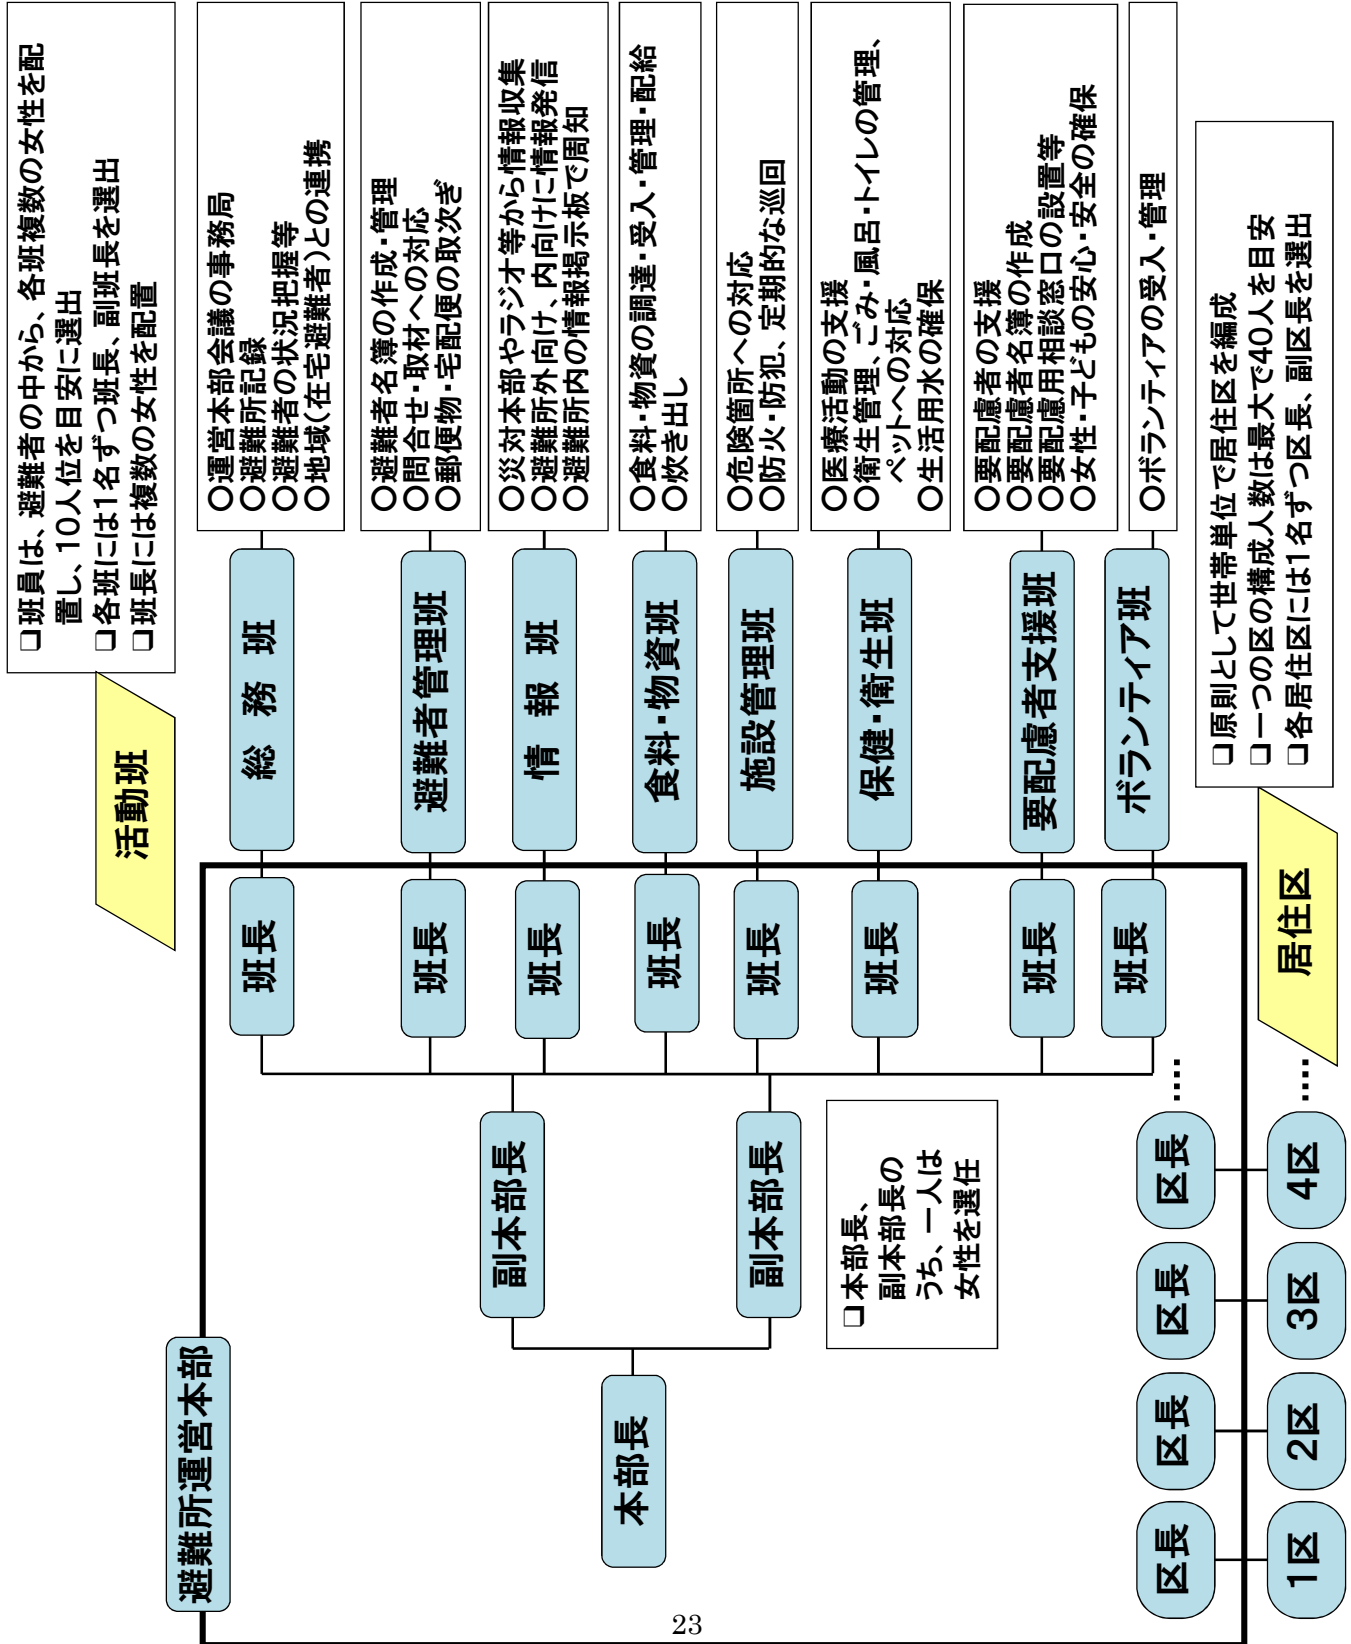 避難所運営本部
本部長
副本部長
副本部長
❑本部長、
副本部長の
うち、一人は
女性を選任
活動班
❑班員は、避難者の中から、各班複数の女性を配
置し、10人位を目安に選出
❑各班には1名ずつ班長、副班長を選出
❑班長には複数の女性を配置
班長
総務班
○運営本部会議の事務局
○避難所記録
○避難者の状況把握等
○地域(在宅避難者)との連携
班長
避難者管理班
○避難者名簿の作成・管理
○問合せ・取材への対応
○郵便物・宅配便の取次ぎ
班長
情報班
○災対本部やラジオ等から情報収集
○避難所外向け、内向けに情報発信
○避難所内の情報掲示板で周知
班長
食料・物資班
○食料・物資の調達・受入・管理・配給
○炊き出し
班長
施設管理班
○危険箇所への対応
○防火・防犯、定期的な巡回
班長
保健・衛生班
○医療活動の支援
○衛生管理、ごみ・風呂・トイレの管理、
ペットへの対応
○生活用水の確保
班長
要配慮者支援班
○要配慮者の支援
○要配慮者名簿の作成
○要配慮用相談窓口の設置等
○女性・子どもの安心・安全の確保
班長
ボランティア班
○ボランティアの受入・管理
区長
区長
区長
区長
‥‥
1区
2区
3区
4区
‥‥
居住区
❑原則として世帯単位で居住区を編成
❑一つの区の構成人数は最大で40人を目安
❑各居住区には1名ずつ区長、副区長を選出
23